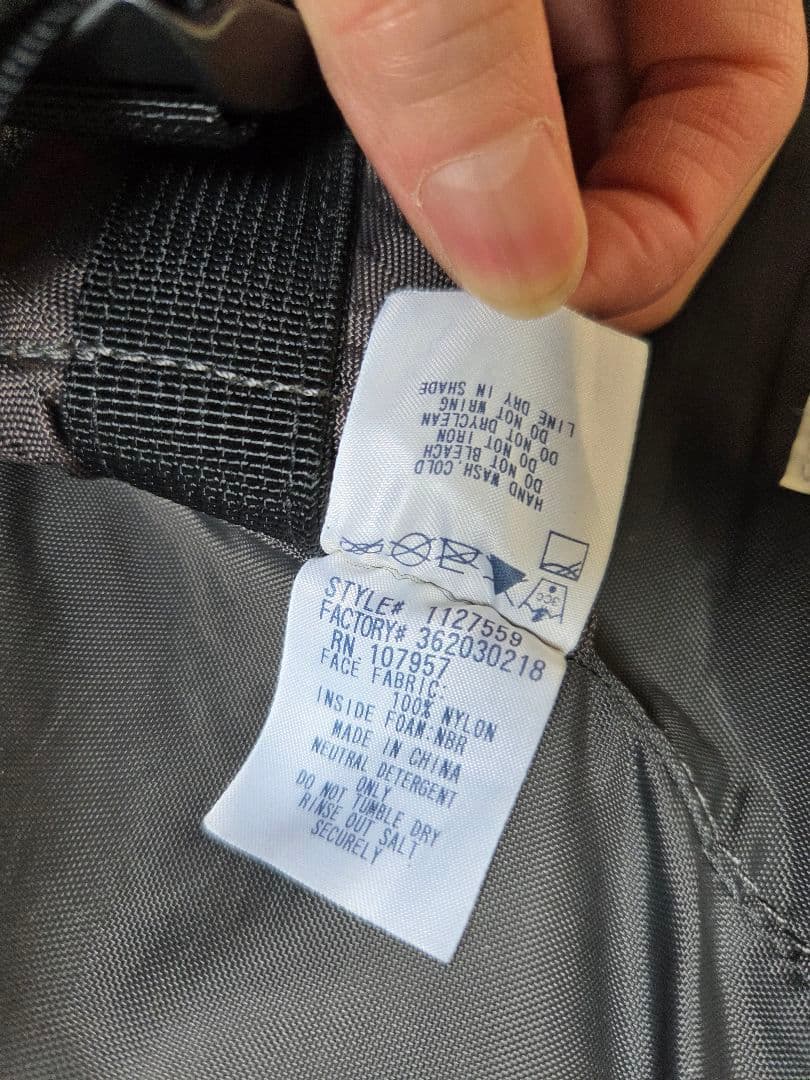 HAND WASH,COLD
DO NOT BLEACH
DO NOT IRON
DO NOT DRYCLEAN
DO NOT WRING
LINE DRY IN SHADE
STYLE# 1127559
FACTORY# 362030218
RN 107957
FACE FABRIC:
100% NYLON
INSIDE FOAM:NBR
MADE IN CHINA
NEUTRAL DETERGENT
ONLY
DO NOT TUMBLE DRY
RINSE OUT SALT
SECURELY